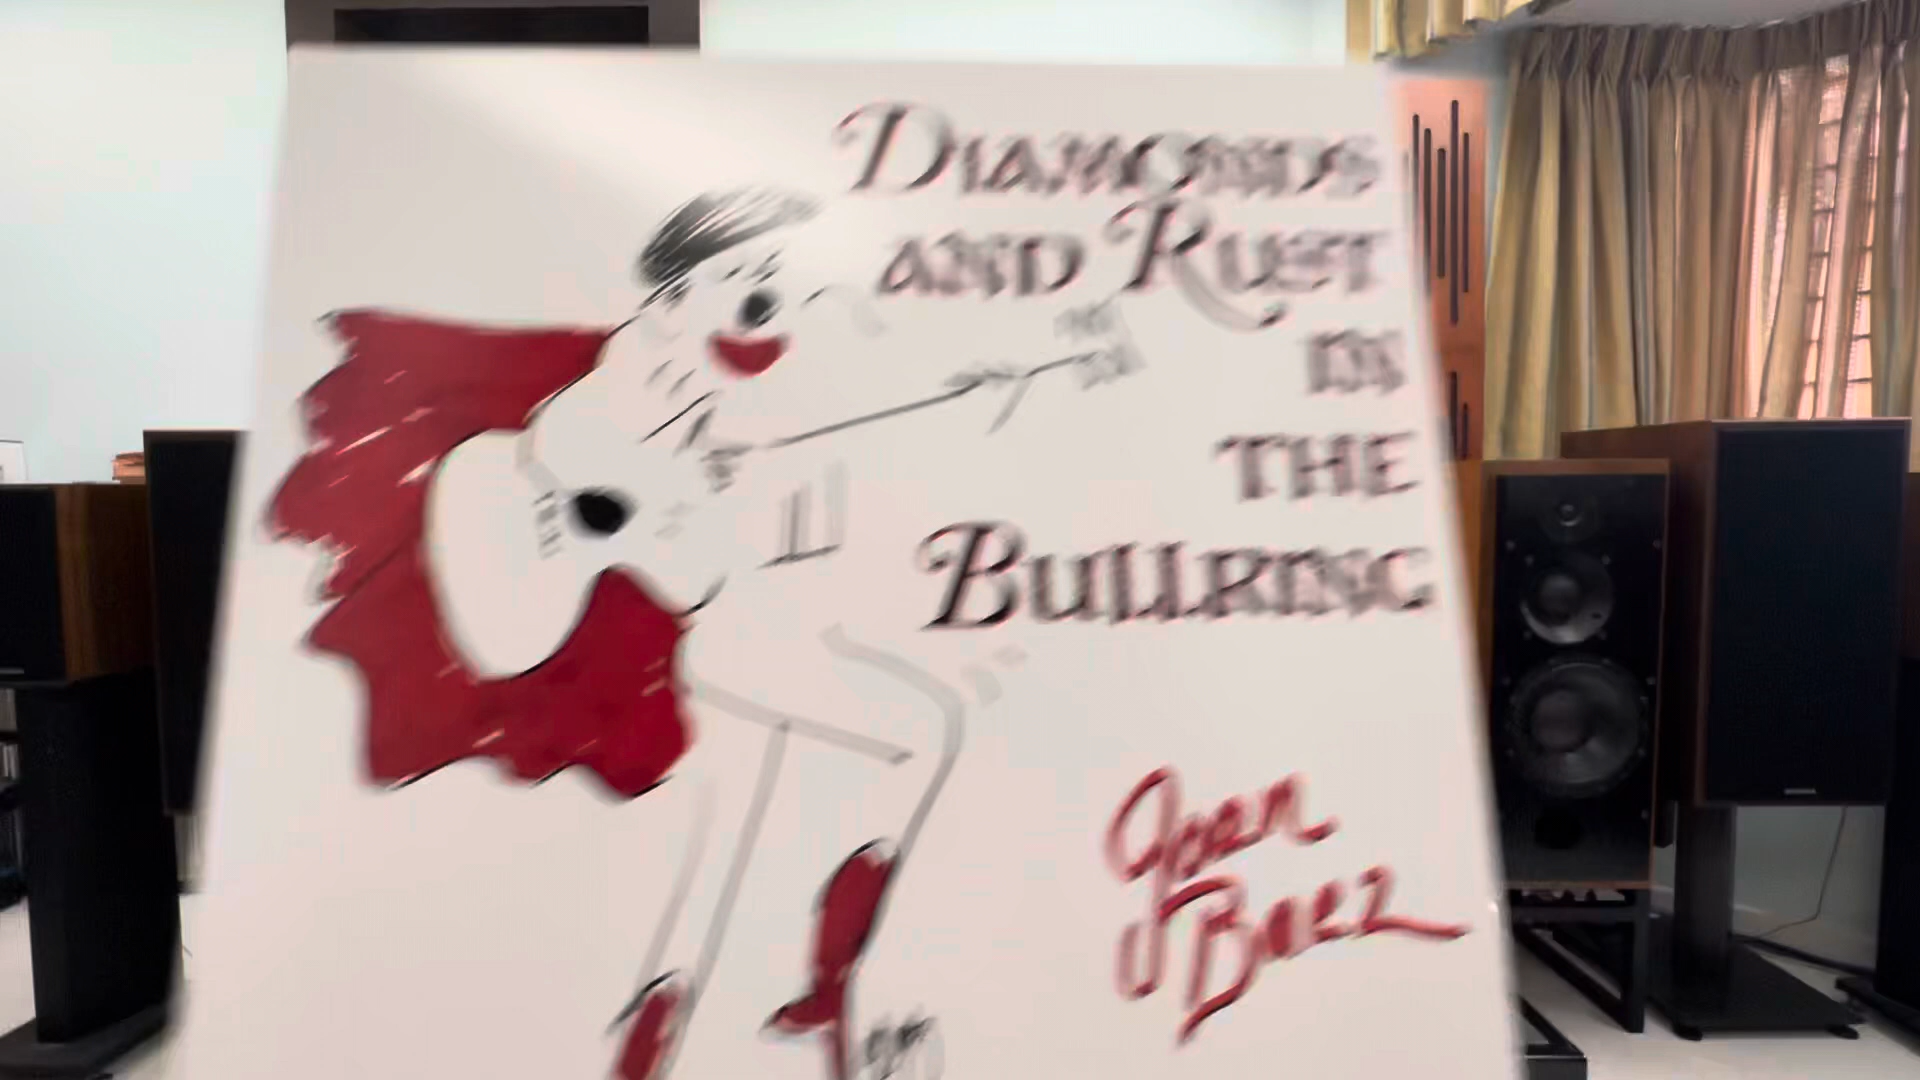 DIAMONDS
AND RUST
IN
THE
BULLRING
Joan
Baez